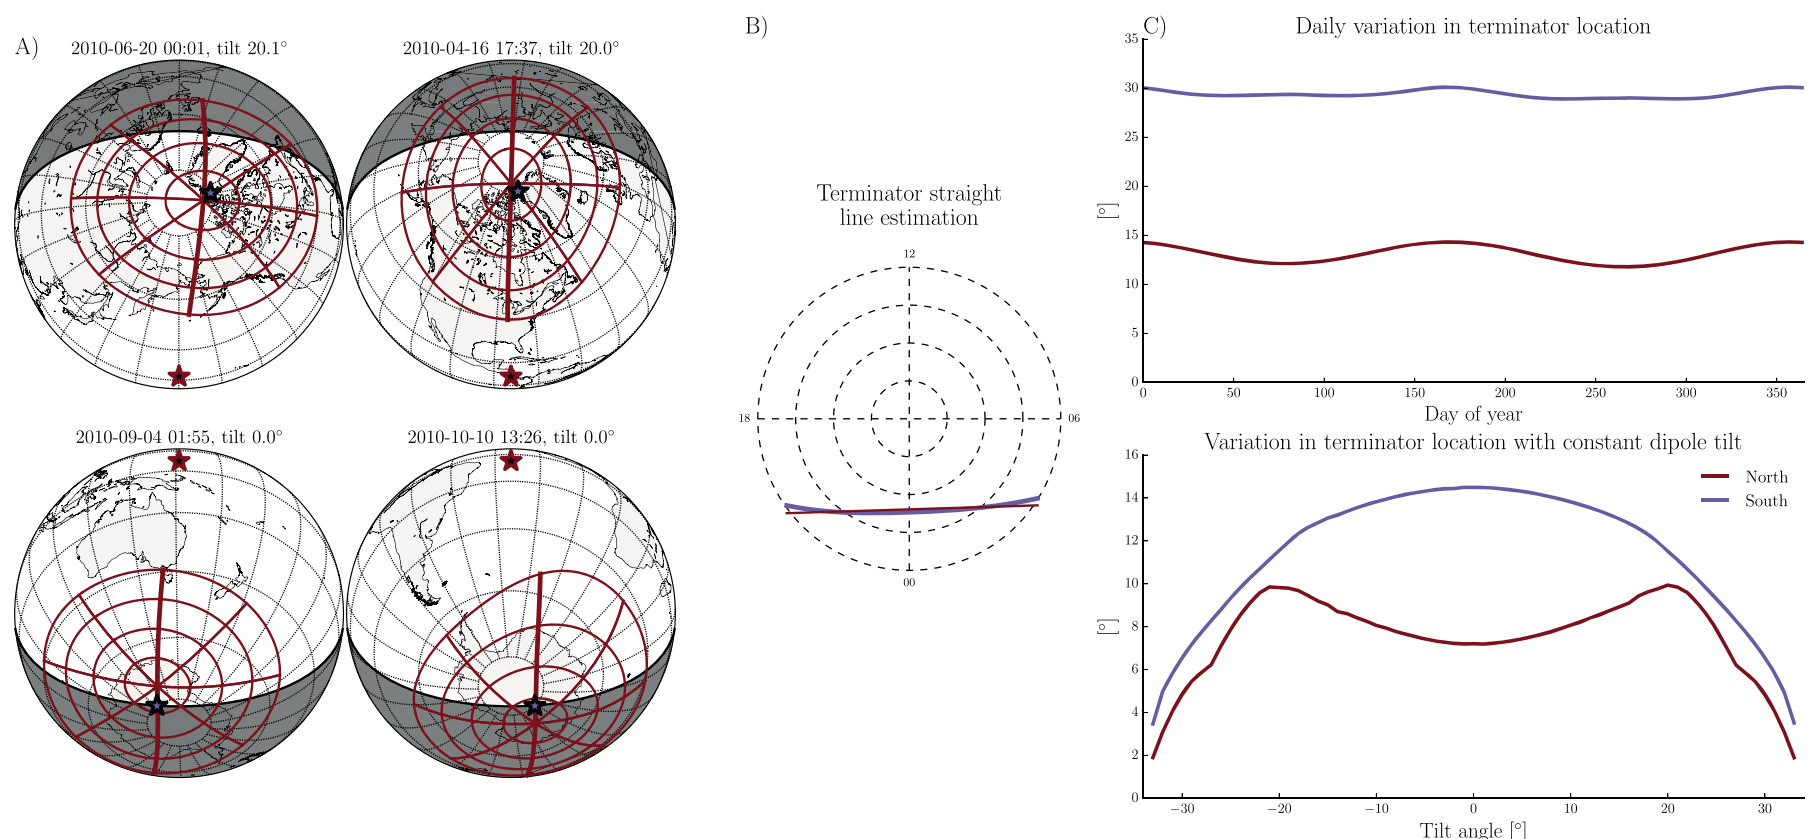 A)
2010-06-20 00:01, tilt 20.1°
2010-04-16 17:37, tilt 20.0°
2010-09-04 01:55, tilt 0.0°
2010-10-10 13:26, tilt 0.0°
B)
Terminator straight
line estimation
12
18
06
00
C)
Daily variation in terminator location
35
30
25
20
15
10
5
0
[°]
0 50 100 150 200 250 300 350
Day of year
Variation in terminator location with constant dipole tilt
16
14
12
10
8
6
4
2
0
[°]
North
South
−30 −20 −10 0 10 20 30
Tilt angle [°]